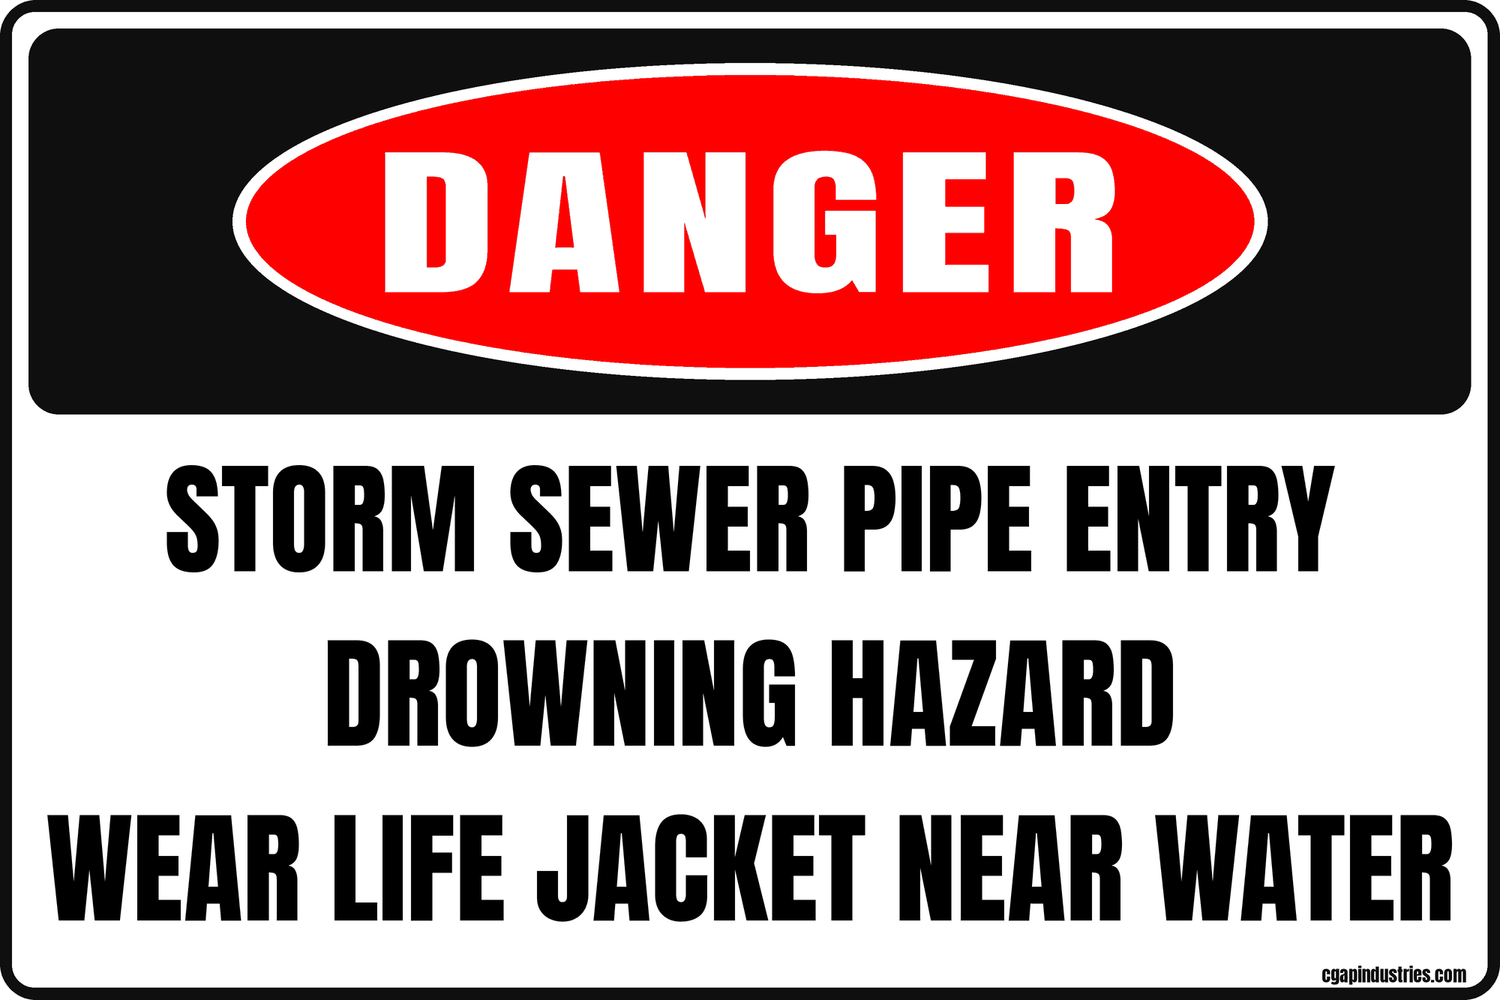 DANGER
STORM SEWER PIPE ENTRY
DROWNING HAZARD
WEAR LIFE JACKET NEAR WATER
cgapindustries.com